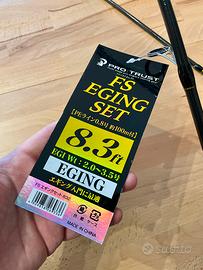 PRO TRUST
FS
EGING
SET
【PEライン0.8号 約100m付】
8.3ft
EGI Wt : 2.0~3.5号
EGING
エギング入門に最適
MADE IN CHINA
Subito